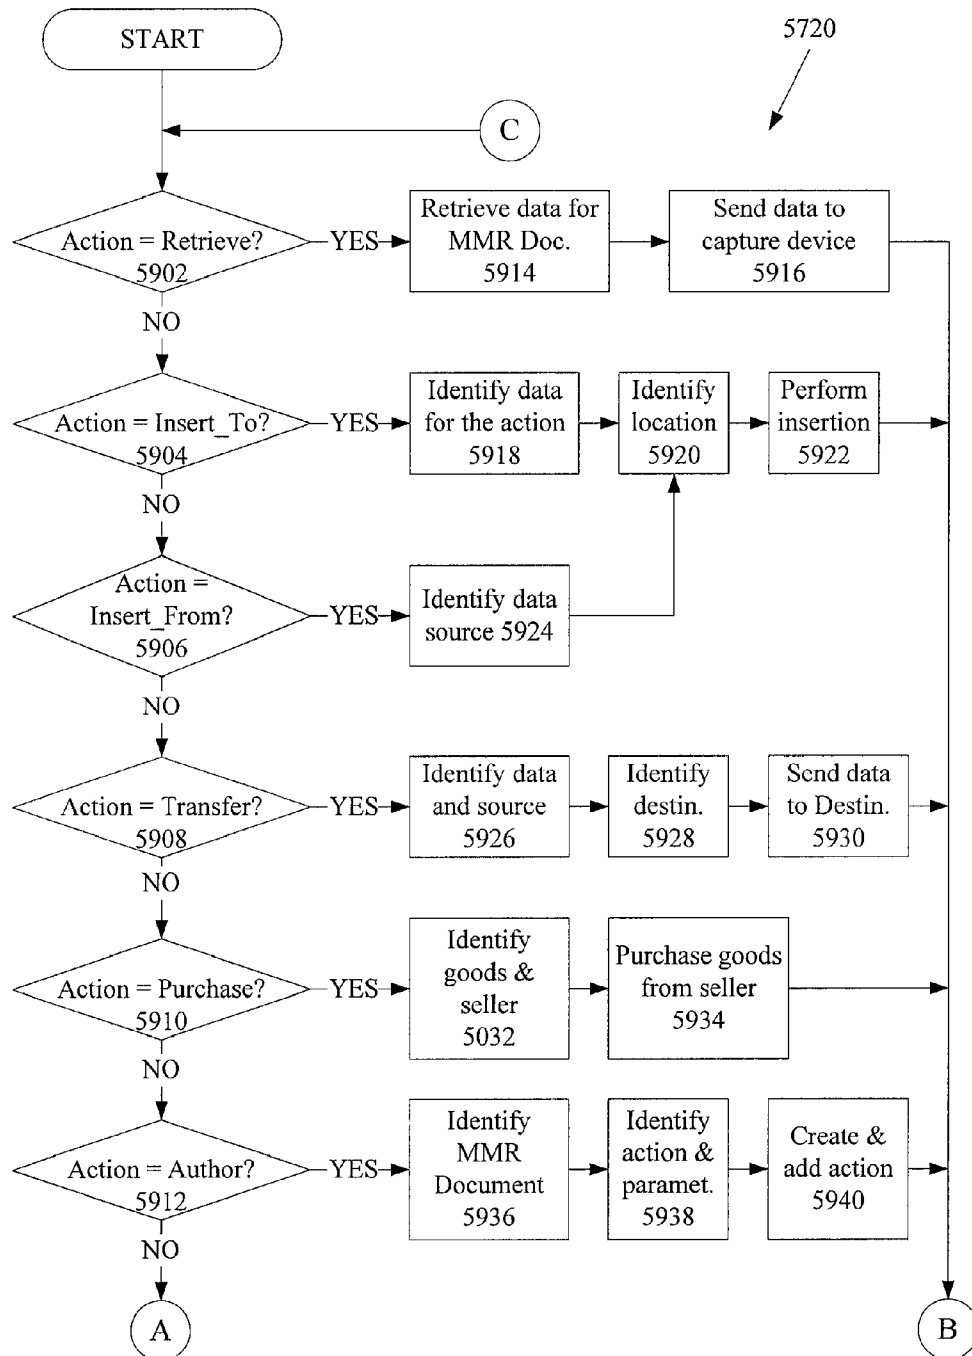 START
5720
C
Action = Retrieve?
5902
YES
Retrieve data for
MMR Doc.
5914
Send data to
capture device
5916
NO
Action = Insert_To?
5904
YES
Identify data
for the action
5918
Identify
location
5920
Perform
insertion
5922
NO
Action =
Insert_From?
5906
YES
Identify data
source 5924
NO
Action = Transfer?
5908
YES
Identify data
and source
5926
Identify
destin.
5928
Send data
to Destin.
5930
NO
Action = Purchase?
5910
YES
Identify
goods &
seller
5032
Purchase goods
from seller
5934
NO
Action = Author?
5912
YES
Identify
MMR
Document
5936
Identify
action &
paramet.
5938
Create &
add action
5940
NO
A
B